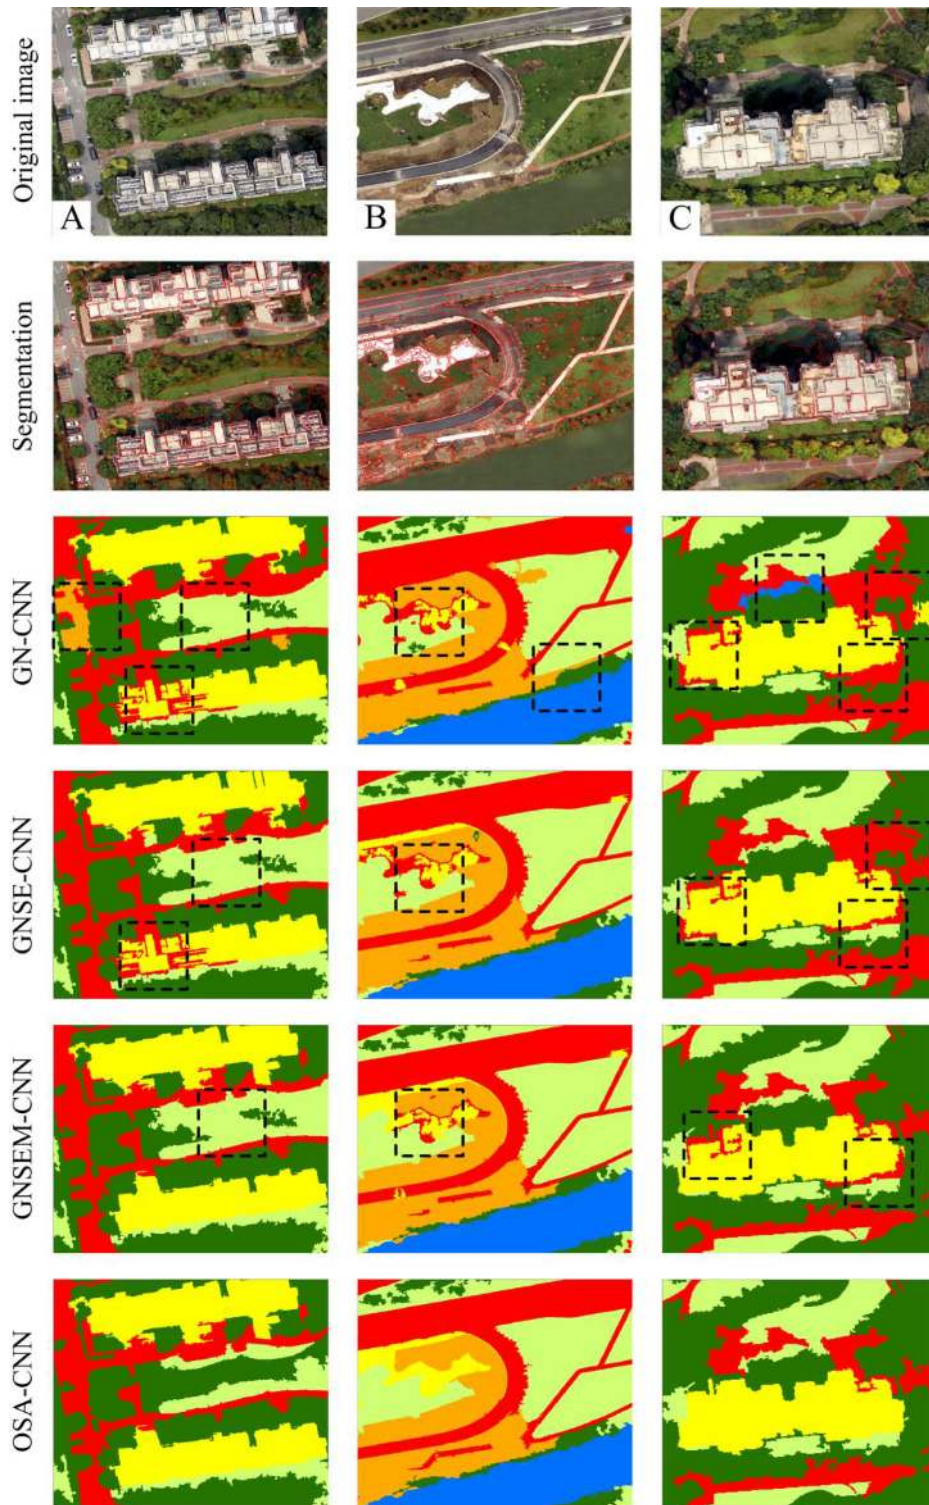 Original image
A
B
C
Segmentation
GN-CNN
GNSE-CNN
GNSEM-CNN
OSA-CNN